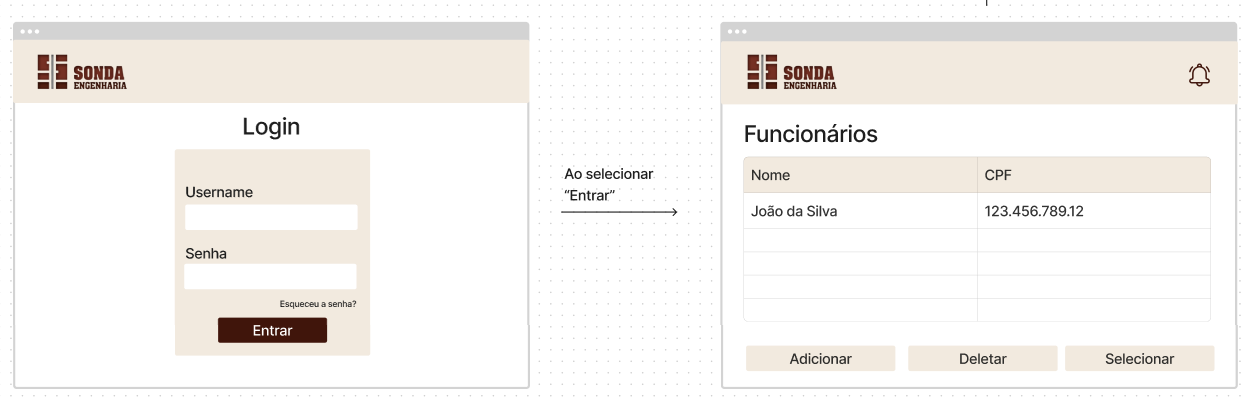 SONDA
ENGENHARIA
Login
Username
Senha
Esqueceu a senha?
Entrar
Ao selecionar
“Entrar”
SONDA
ENGENHARIA
Funcionários
Nome CPF
João da Silva 123.456.789.12
Adicionar Deletar Selecionar